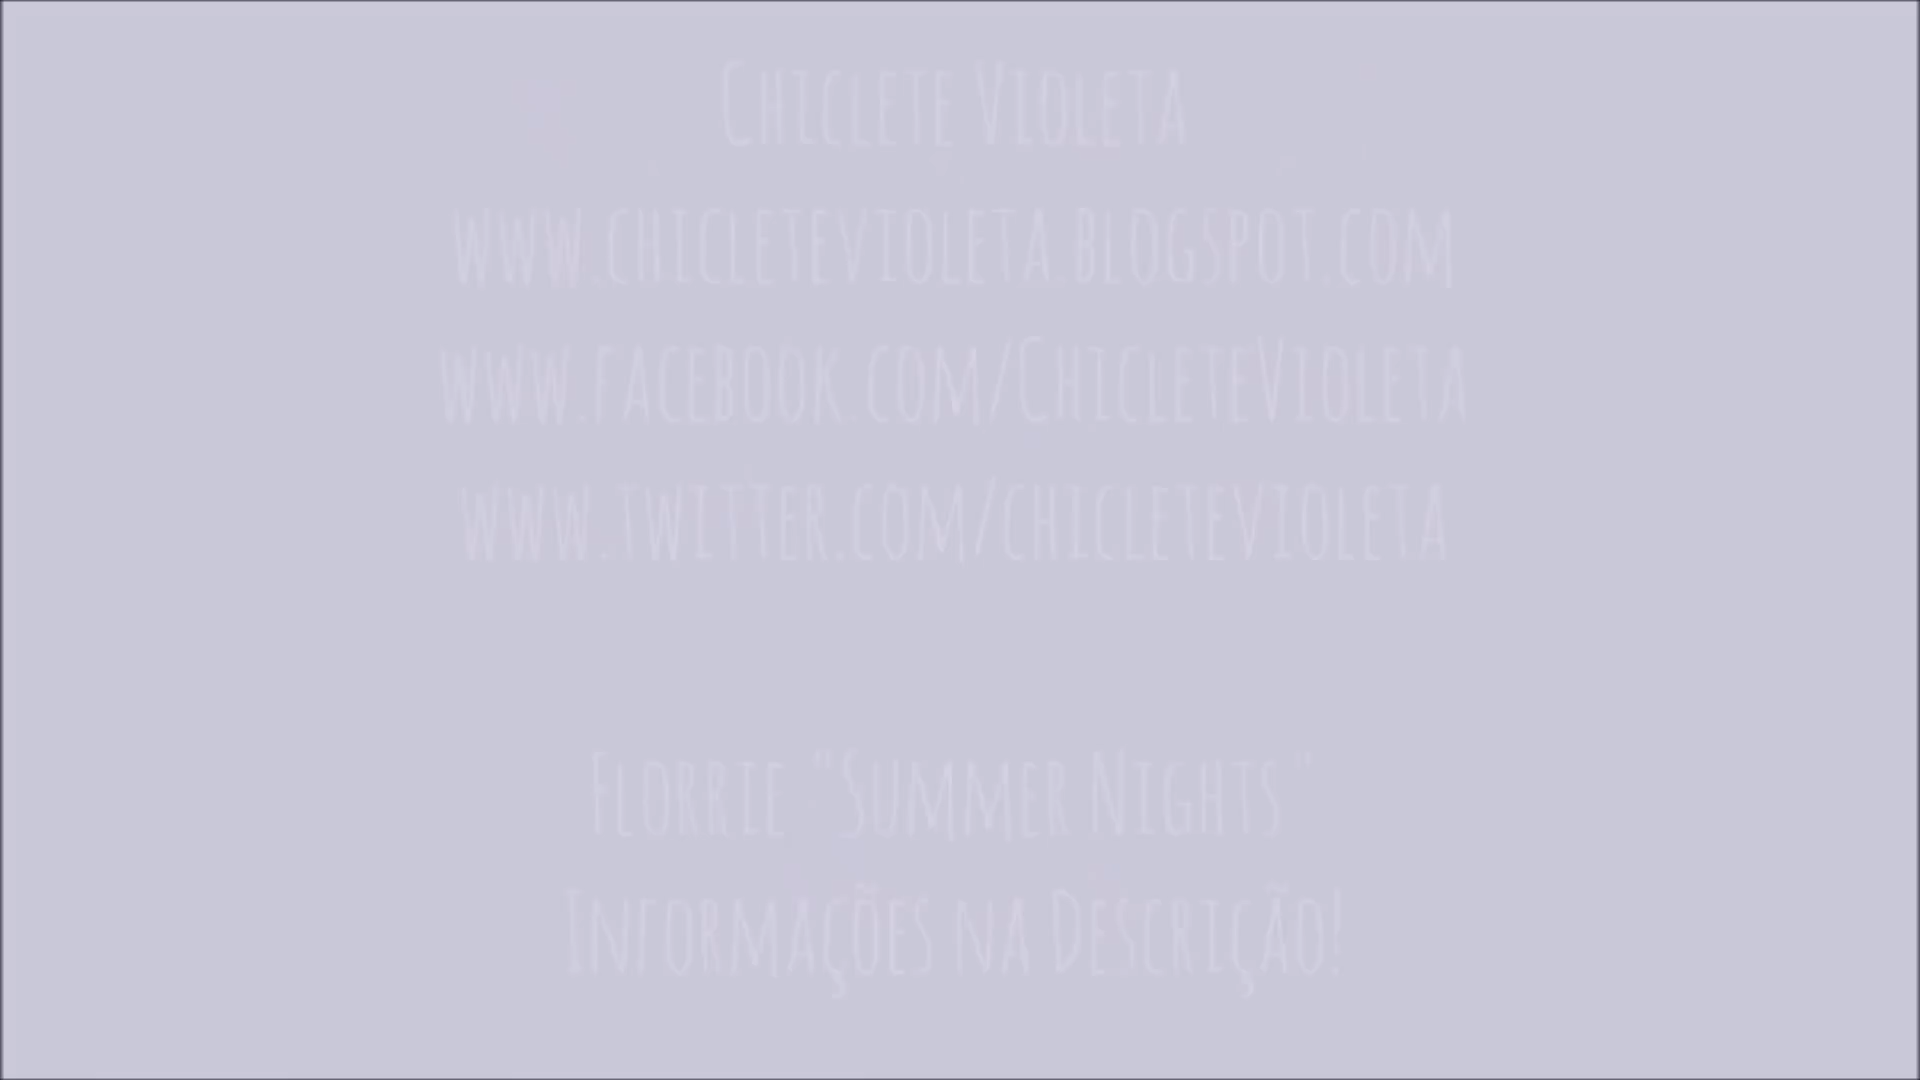 Chiclete Violeta
www.chicletevioleta.blogspot.com
www.facebook.com/ChicleteVioleta
www.twitter.com/chicletevioleta
Florrie "Summer Nights"
Informações na Descrição!